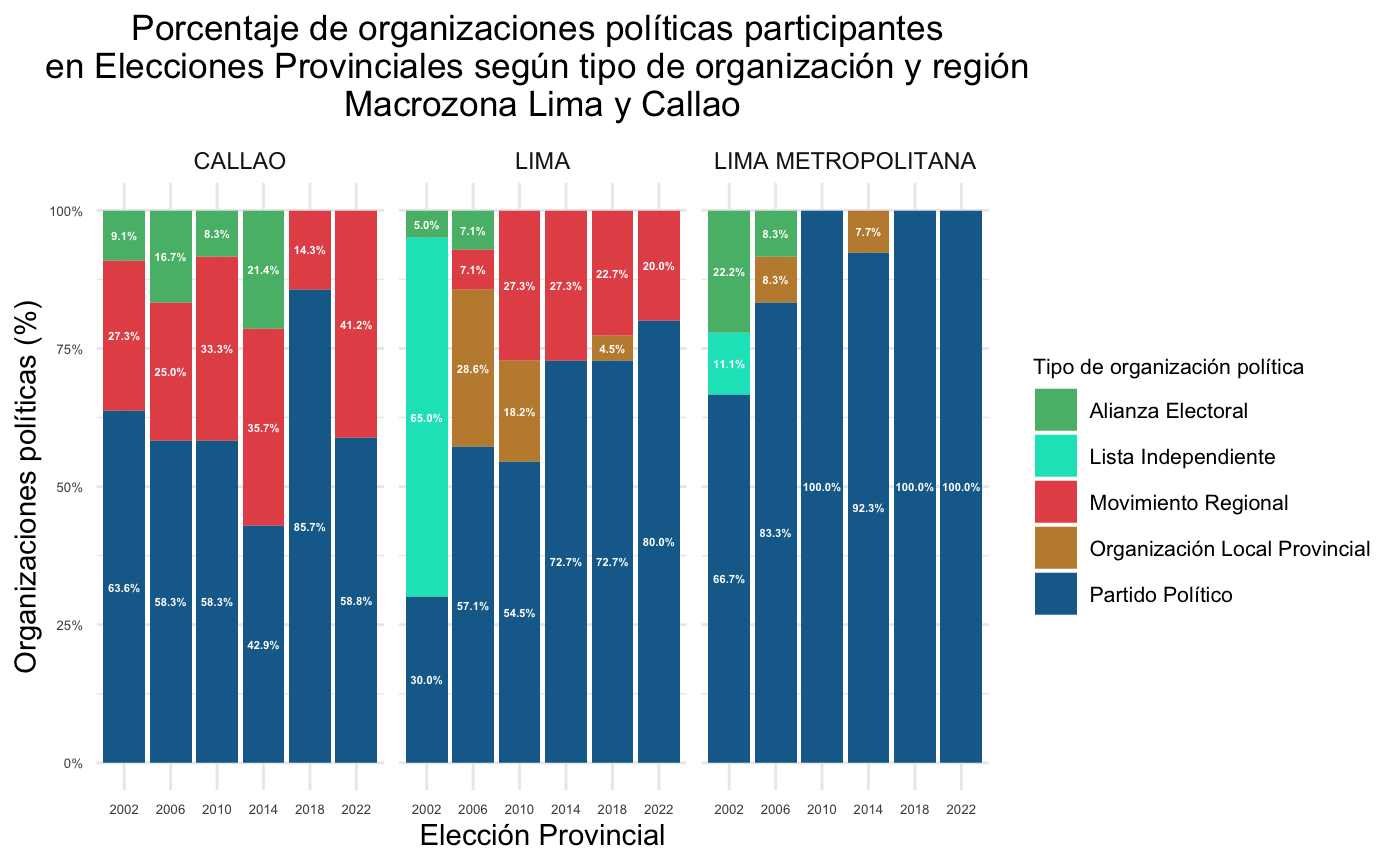 Porcentaje de organizaciones políticas participantes
en Elecciones Provinciales según tipo de organización y región
Macrozona Lima y Callao
CALLAO
LIMA
LIMA METROPOLITANA
Organizaciones políticas (%)
100%
75%
50%
25%
0%
9.1%
27.3%
63.6%
16.7%
25.0%
58.3%
8.3%
33.3%
58.3%
21.4%
35.7%
42.9%
14.3%
85.7%
41.2%
58.8%
5.0%
65.0%
30.0%
7.1%
7.1%
28.6%
57.1%
27.3%
18.2%
54.5%
27.3%
72.7%
22.7%
4.5%
72.7%
20.0%
80.0%
22.2%
11.1%
66.7%
8.3%
8.3%
83.3%
100.0%
7.7%
92.3%
100.0%
100.0%
2002 2006 2010 2014 2018 2022
2002 2006 2010 2014 2018 2022
2002 2006 2010 2014 2018 2022
Elección Provincial
Tipo de organización política
Alianza Electoral
Lista Independiente
Movimiento Regional
Organización Local Provincial
Partido Político